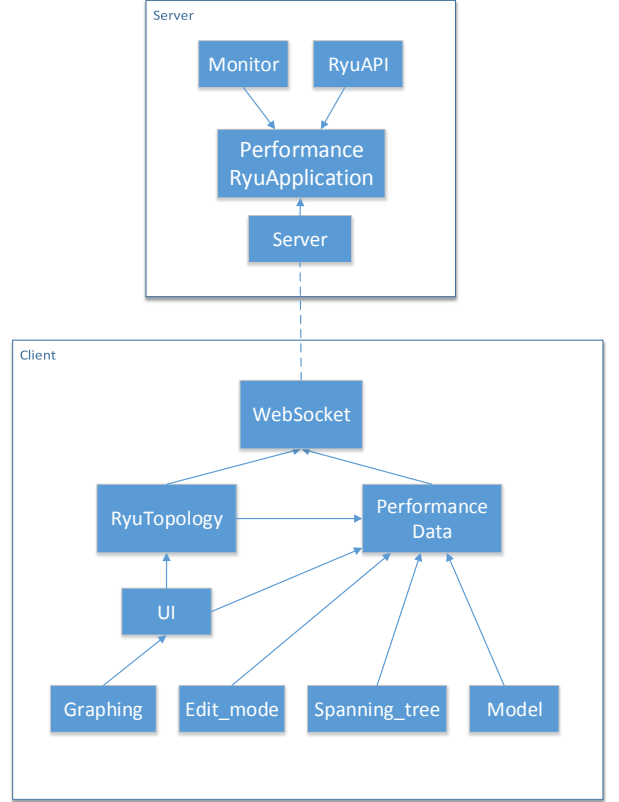 Server
Monitor
RyuAPI
Performance
RyuApplication
Server
Client
WebSocket
RyuTopology
Performance
Data
UI
Graphing
Edit_mode
Spanning_tree
Model